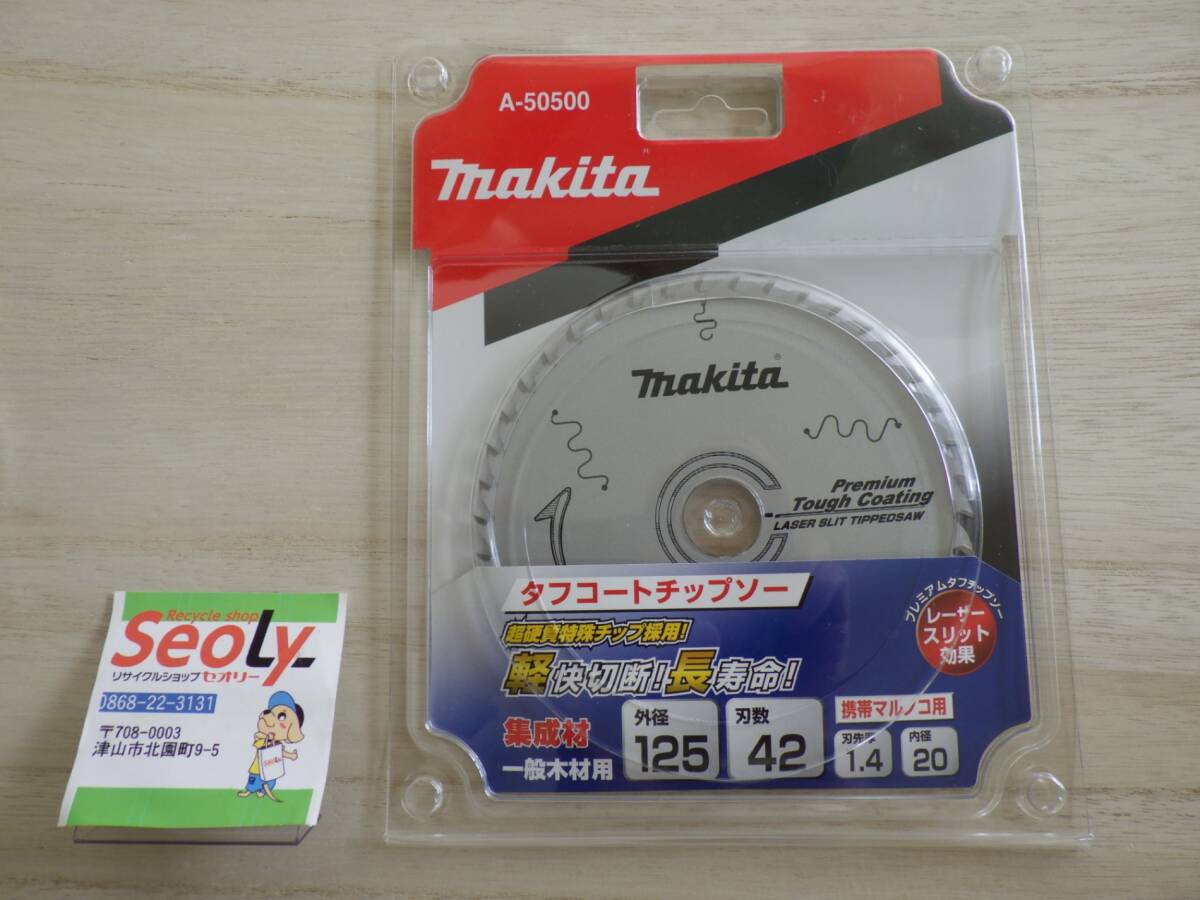 A-50500
makita
makita®
Premium
Tough Coating
LASER SLIT TIPPEDSAW
タフコートチップソー
プレミアムタフチップソー
レーザー
スリット
効果
超硬質特殊チップ採用!
軽快切断!長寿命!
集成材
一般木材用
外径
125
刃数
42
携帯マルノコ用
刃先厚
1.4
内径
20
Recycle shop
Seoly
リサイクルショップ セオリー
0868-22-3131
〒708-0003
津山市北園町9-5
Seoly